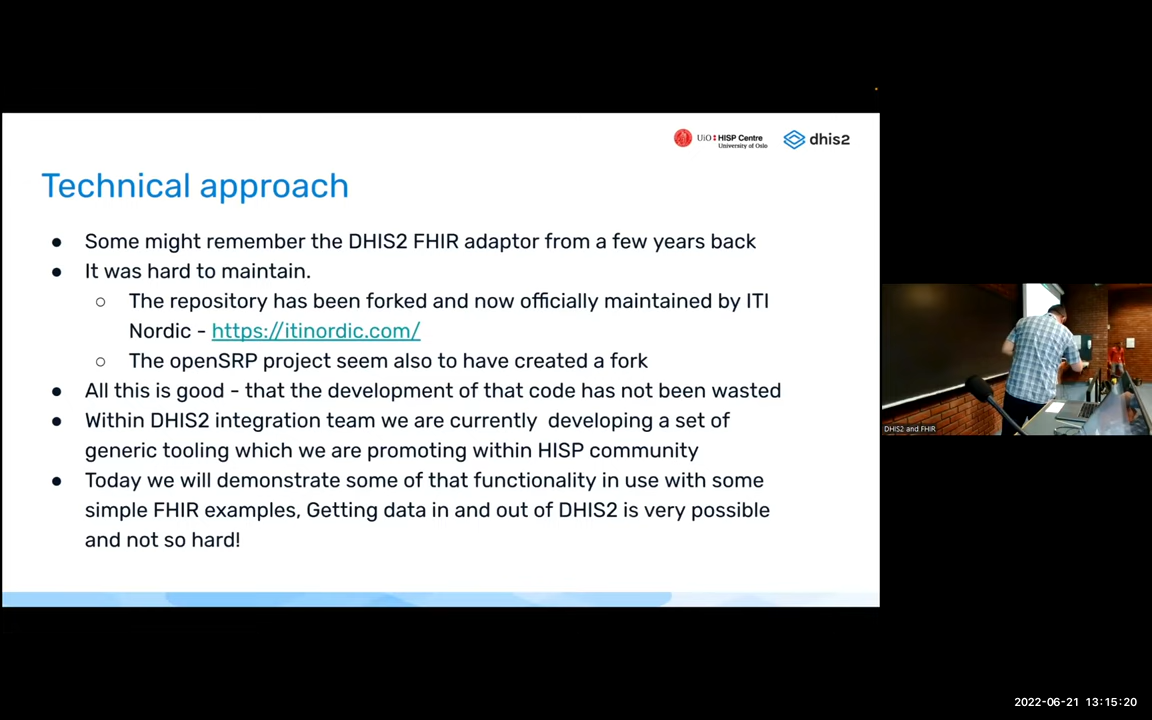 UiO HISP Centre
University of Oslo
dhis2
Technical approach
● Some might remember the DHIS2 FHIR adaptor from a few years back
● It was hard to maintain.
○ The repository has been forked and now officially maintained by ITI
Nordic - https://itinordic.com/
○ The openSRP project seem also to have created a fork
● All this is good - that the development of that code has not been wasted
● Within DHIS2 integration team we are currently developing a set of
generic tooling which we are promoting within HISP community
● Today we will demonstrate some of that functionality in use with some
simple FHIR examples, Getting data in and out of DHIS2 is very possible
and not so hard!
DHIS2 and FHIR
2022-06-21 13:15:20